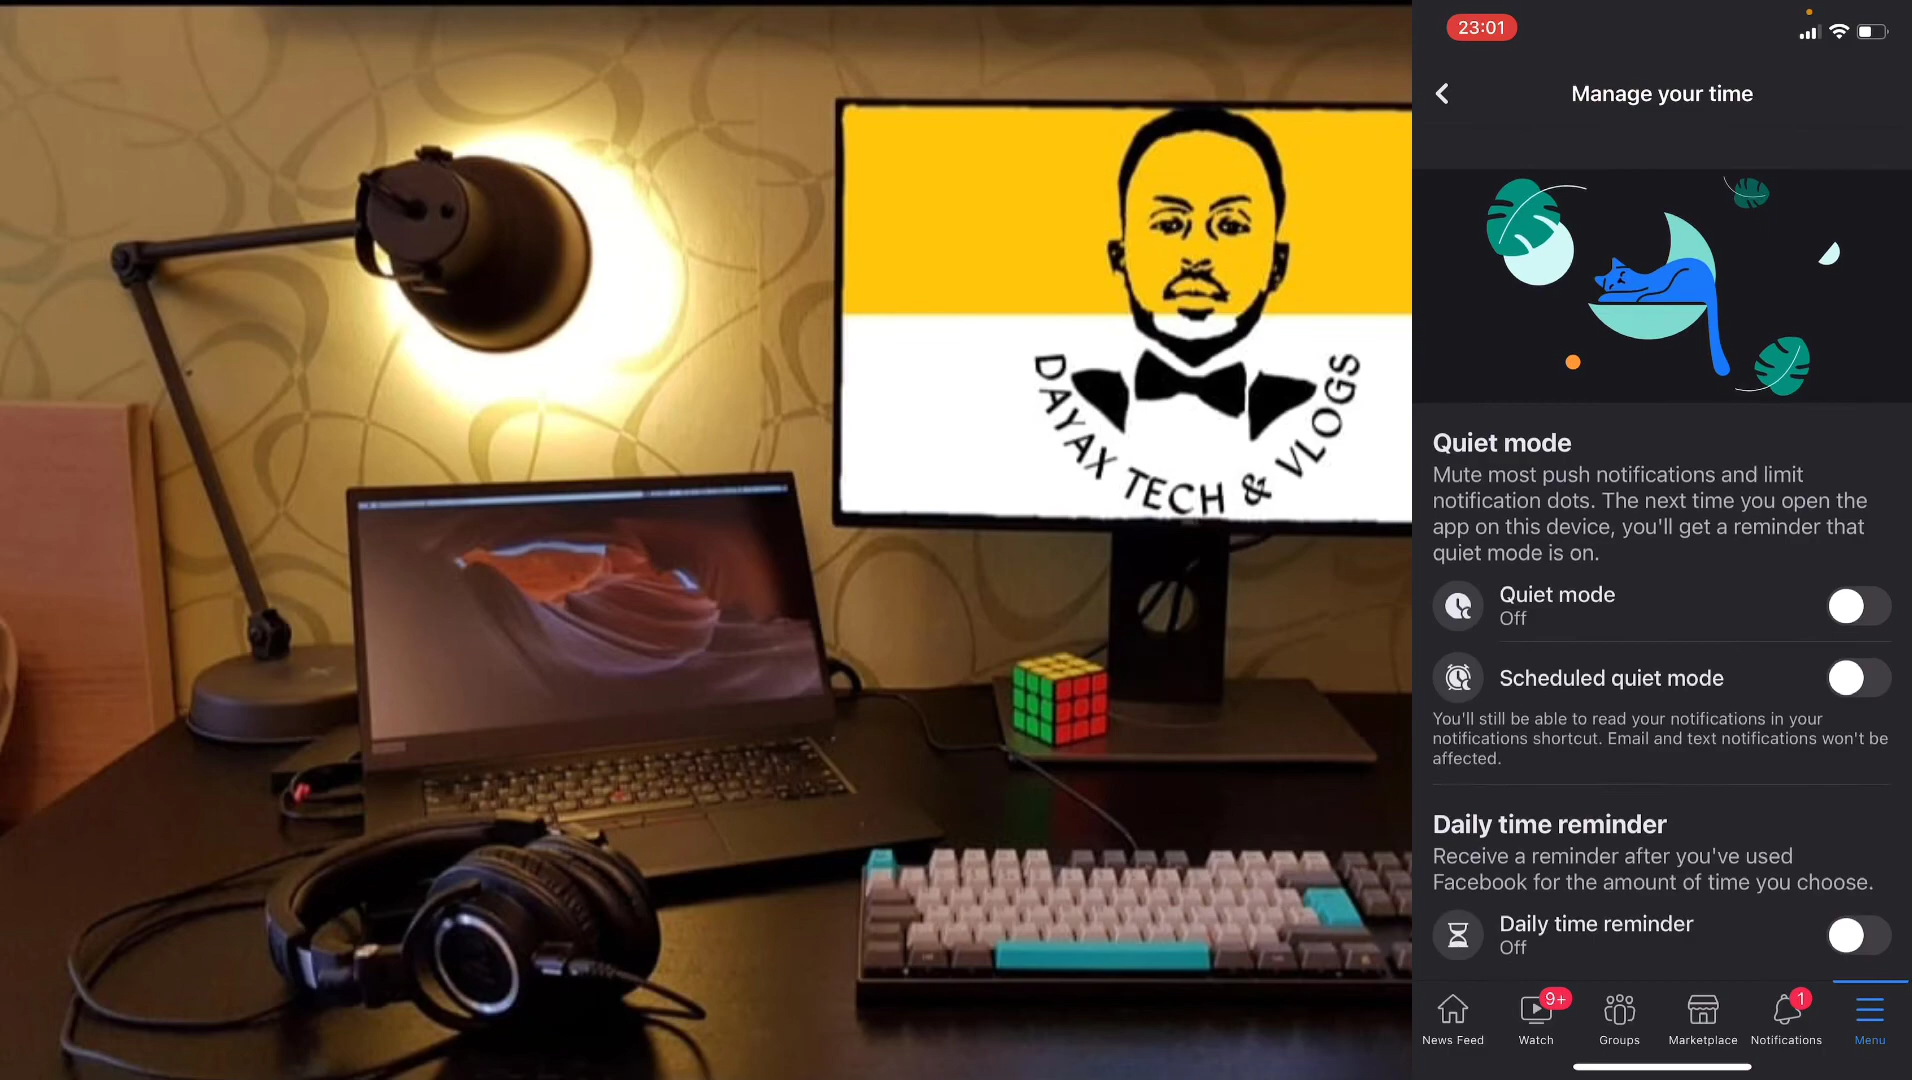 DAYAX TECH & VLOGS
23:01
Manage your time
Quiet mode
Mute most push notifications and limit
notification dots. The next time you open the
app on this device, you'll get a reminder that
quiet mode is on.
Quiet mode
Off
Scheduled quiet mode
You'll still be able to read your notifications in your
notifications shortcut. Email and text notifications won't be
affected.
Daily time reminder
Receive a reminder after you've used
Facebook for the amount of time you choose.
Daily time reminder
Off
9+
1
News Feed
Watch
Groups
Marketplace
Notifications
Menu